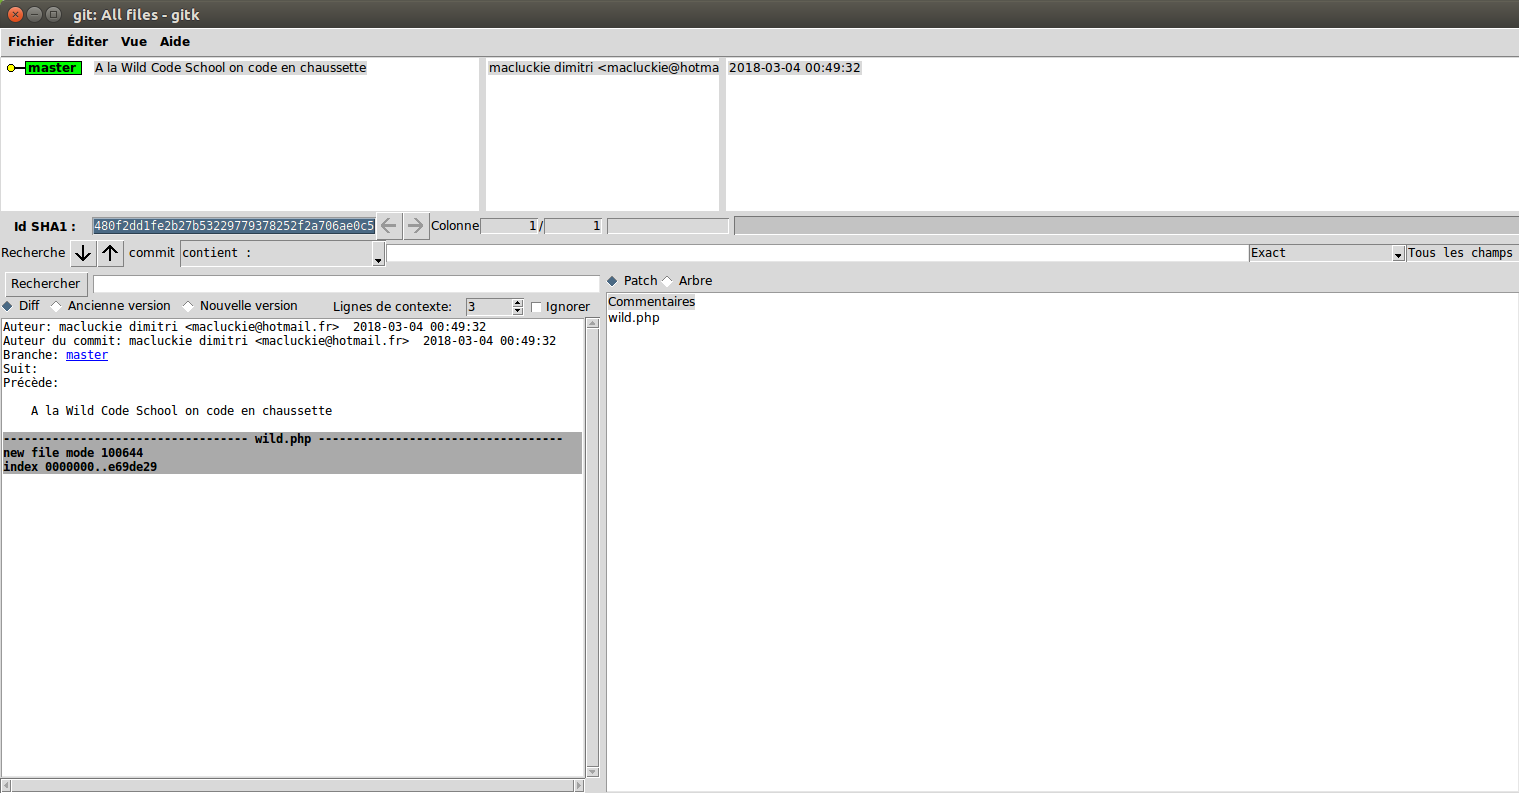 git: All files - gitk
Fichier Éditer Vue Aide
master A la Wild Code School on code en chaussette macluckie dimitri <macluckie@hotma 2018-03-04 00:49:32
Id SHA1 : 480f2dd1fe2b27b53229779378252f2a706ae0c5 Colonne 1 / 1
Recherche commit contient : Exact Tous les champs
Rechercher Patch Arbre
Diff Ancienne version Nouvelle version Lignes de contexte: 3 Ignorer
Commentaires
wild.php
Auteur: macluckie dimitri <macluckie@hotmail.fr>  2018-03-04 00:49:32
Auteur du commit: macluckie dimitri <macluckie@hotmail.fr>  2018-03-04 00:49:32
Branche: master
Suit:
Précède:
A la Wild Code School on code en chaussette
----------------------------------- wild.php -----------------------------------
new file mode 100644
index 0000000..e69de29